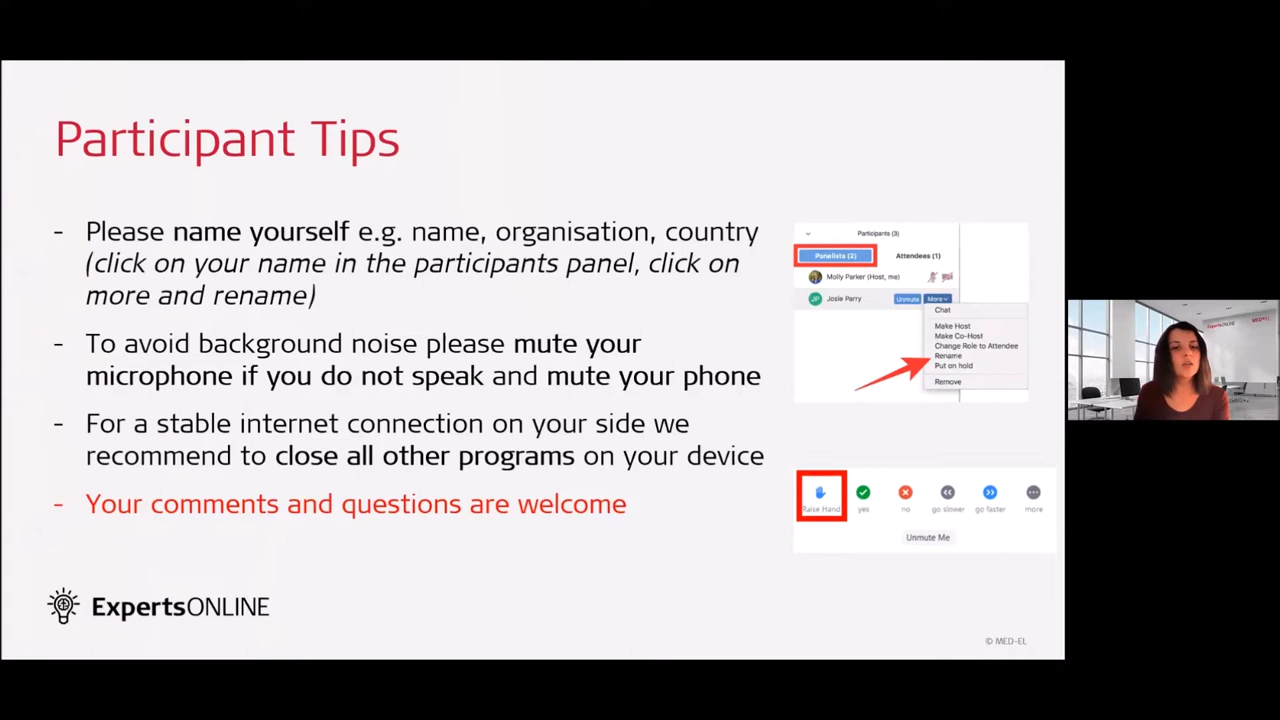 Participant Tips
- Please name yourself e.g. name, organisation, country
(click on your name in the participants panel, click on
more and rename)
- To avoid background noise please mute your
microphone if you do not speak and mute your phone
- For a stable internet connection on your side we
recommend to close all other programs on your device
- Your comments and questions are welcome
ExpertsONLINE
Participants (3)
Panelists (2) Attendees (1)
Molly Parker (Host, me)
JP Josie Parry Unmute More
Chat
Make Host
Make Co-Host
Change Role to Attendee
Rename
Put on hold
Remove
Raise Hand yes no go slower go faster more
Unmute Me
© MED-EL
ExpertsONLINE MED-EL